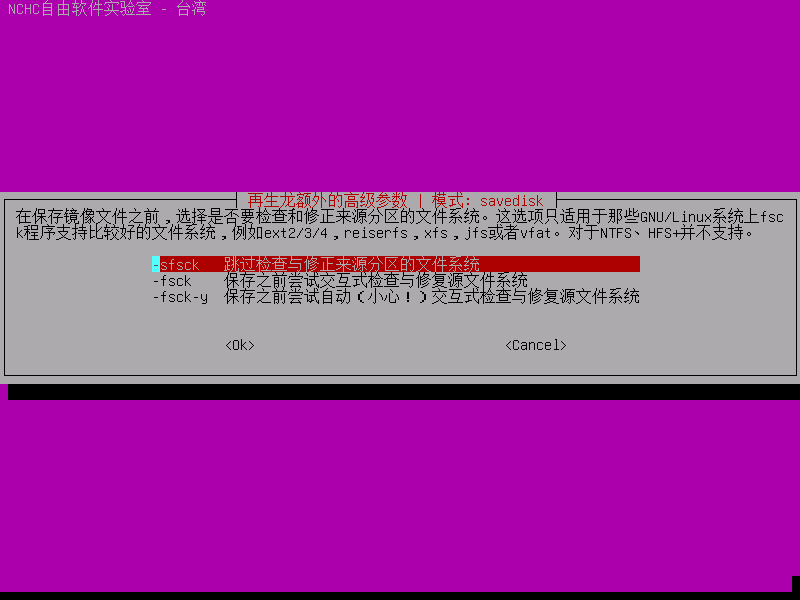 NCHC自由软件实验室 - 台湾
再生龙额外的高级参数 | 模式: savedisk
在保存镜像文件之前，选择是否要检查和修正来源分区的文件系统。这选项只适用于那些GNU/Linux系统上fsc
k程序支持比较好的文件系统，例如ext2/3/4，reiserfs，xfs，jfs或者vfat。对于NTFS、HFS+并不支持。
-sfsck 跳过检查与修正来源分区的文件系统
-fsck 保存之前尝试交互式检查与修复源文件系统
-fsck-y 保存之前尝试自动（小心！）交互式检查与修复源文件系统
<Ok> <Cancel>